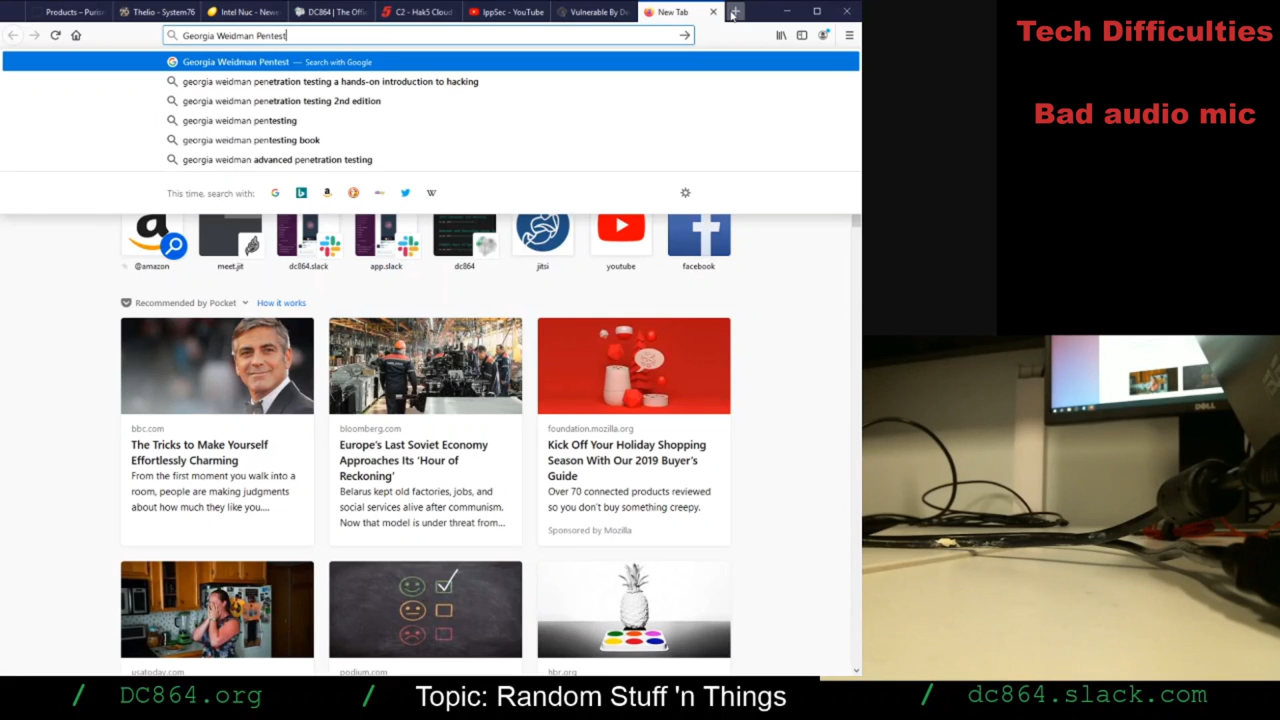 Products – Puri
Thelio - System76
Intel Nuc - Newe
DC864 | The Offi
C2 - Hak5 Cloud
IppSec - YouTube
Vulnerable By De
New Tab
Georgia Weidman Pentest
Georgia Weidman Pentest — Search with Google
georgia weidman penetration testing a hands-on introduction to hacking
georgia weidman penetration testing 2nd edition
georgia weidman pentesting
georgia weidman pentesting book
georgia weidman advanced penetration testing
This time, search with:
@amazon
meet.jit
dc864.slack
app.slack
dc864
jitsi
youtube
facebook
Recommended by Pocket
How it works
bbc.com
The Tricks to Make Yourself
Effortlessly Charming
From the first moment you walk into a
room, people are making judgments
about how much they like you....
bloomberg.com
Europe's Last Soviet Economy
Approaches Its 'Hour of
Reckoning'
Belarus kept old factories, jobs, and
social services alive after communism.
Now that model is under threat from...
foundation.mozilla.org
Kick Off Your Holiday Shopping
Season With Our 2019 Buyer's
Guide
Over 70 connected products reviewed
so you don't buy something creepy.
Sponsored by Mozilla
usatoday.com
podium.com
hbr.org
Tech Difficulties
Bad audio mic
DELL
/ DC864.org
/ Topic: Random Stuff 'n Things
/ dc864.slack.com